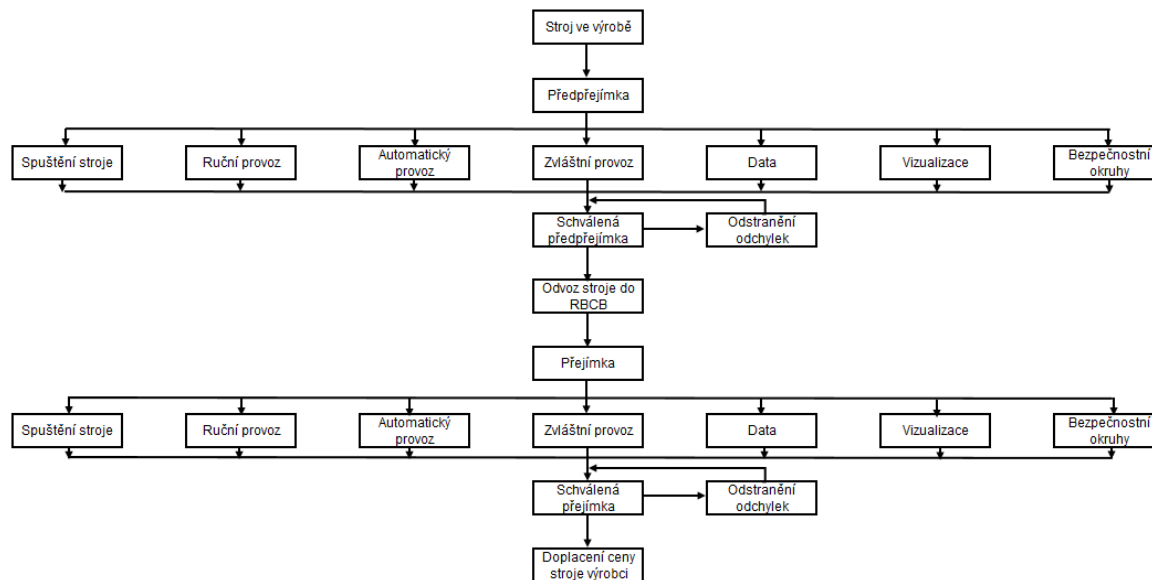 Stroj ve výrobě
Předpřejímka
Spuštění stroje
Ruční provoz
Automatický
provoz
Zvláštní provoz
Data
Vizualizace
Bezpečnostní
okruhy
Schválená
předpřejímka
Odstranění
odchylek
Odvoz stroje do
RBCB
Přejímka
Spuštění stroje
Ruční provoz
Automatický
provoz
Zvláštní provoz
Data
Vizualizace
Bezpečnostní
okruhy
Schválená
přejímka
Odstranění
odchylek
Doplacení ceny
stroje výrobci